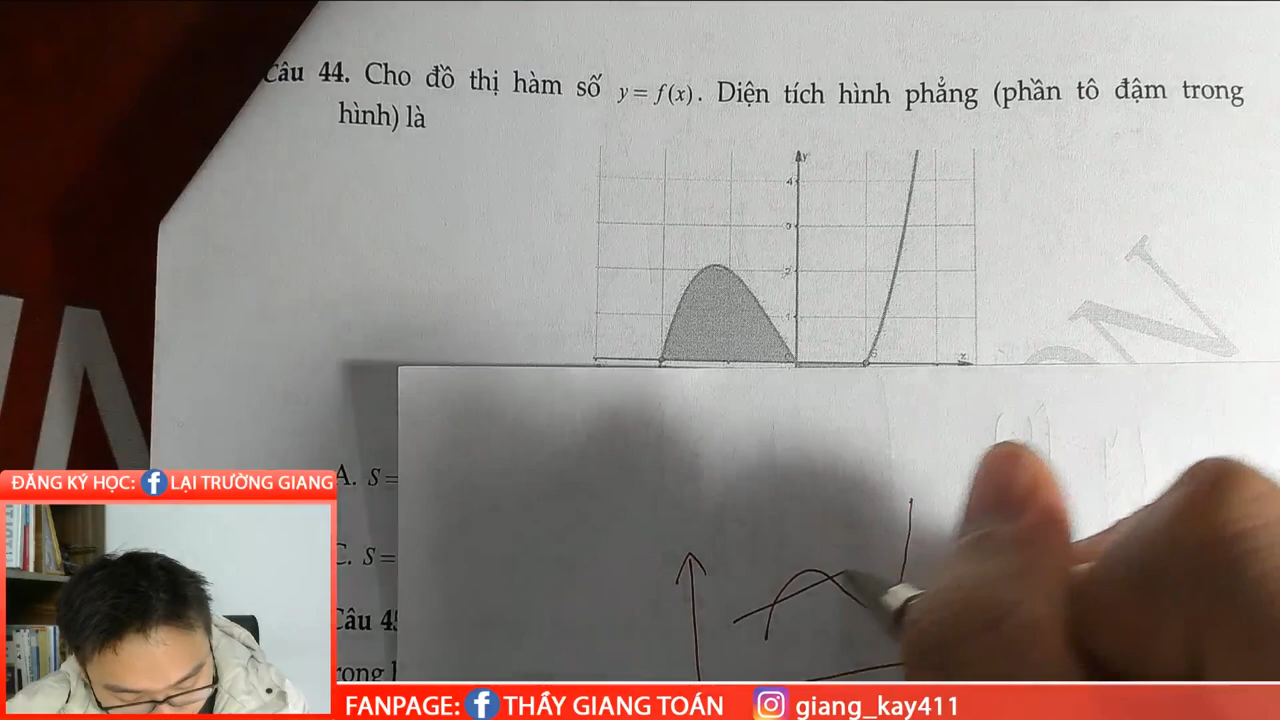 Câu 44. Cho đồ thị hàm số y = f(x). Diện tích hình phẳng (phần tô đậm trong
hình) là
y
4
3
2
1
x
A. S=
C. S=
Câu 4
ĐĂNG KÝ HỌC: f LẠI TRƯỜNG GIANG
FANPAGE: f THẦY GIANG TOÁN giang_kay411